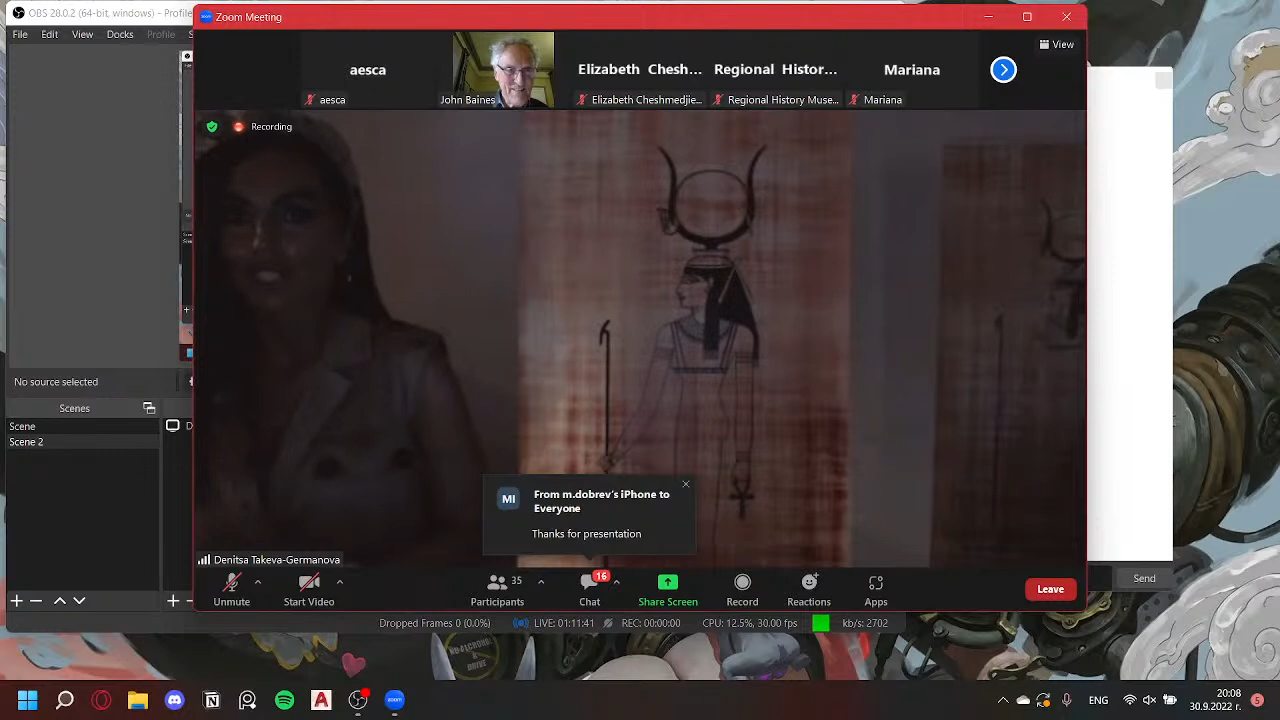 OBS 28.0.2 (64-bit, windows) - Profile
File Edit View Docks Profile
Zoom Meeting
View
aesca
Elizabeth Chesh...
Regional Histor...
Mariana
aesca
John Baines
Elizabeth Cheshmedjie...
Regional History Muse...
Mariana
Recording
No source selected
Scenes
Scene
Scene 2
MI
From m.dobrev's iPhone to
Everyone
Thanks for presentation
Denitsa Takeva-Germanova
Unmute
Start Video
35
Participants
16
Chat
Share Screen
Record
Reactions
Apps
Leave
Send
Dropped Frames 0 (0.0%)
LIVE: 01:11:41
REC: 00:00:00
CPU: 12.5%, 30.00 fps
kb/s: 2702
zoom
ЕНГ
20:08
30.9.2022 г.
5